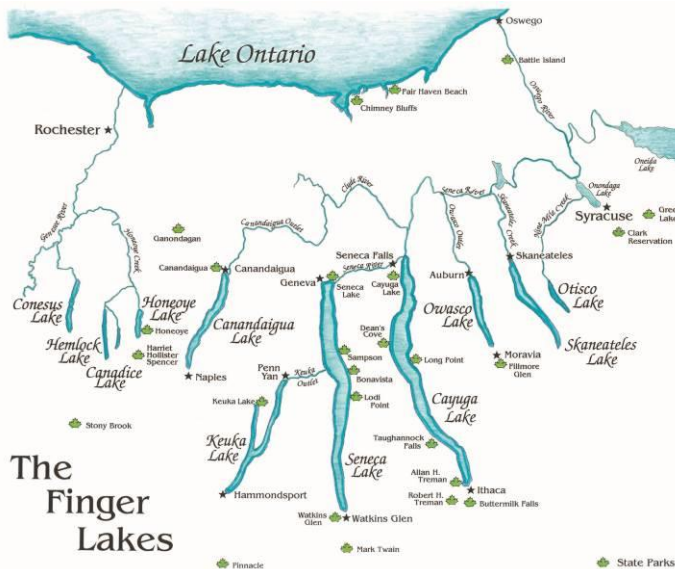 Lake Ontario
Oswego
Battle Island
Fair Haven Beach
Chimney Bluffs
Oswego River
Rochester
Oneida
Lake
Onondaga
Lake
Genesee River
Honeoye Creek
Clyde River
Seneca River
Skaneateles
Creek
Nine Mile Creek
Syracuse
Green
Lake
Clark
Reservation
Canandaigua Outlet
Owasco Outlet
Ganondagan
Seneca Falls
Seneca River
Skaneateles
Canandaigua
Canandaigua
Geneva
Seneca
Lake
Cayuga
Lake
Auburn
Conesus
Lake
Honeoye
Lake
Honeoye
Canandaigua
Lake
Owasco
Lake
Otisco
Lake
Hemlock
Lake
Dean's
Cove
Skaneateles
Lake
Harriet
Hollister
Spencer
Canadice
Lake
Sampson
Long Point
Moravia
Fillmore
Glen
Naples
Penn
Yan
Keuka
Outlet
Bonavista
Keuka Lake
Lodi
Point
Cayuga
Lake
Stony Brook
Keuka
Lake
Taughannock
Falls
Seneca
Lake
The
Finger
Lakes
Allan H.
Treman
Ithaca
Hammondsport
Robert H.
Treman
Buttermilk Falls
Watkins
Glen
Watkins Glen
Mark Twain
Pinnacle
State Parks